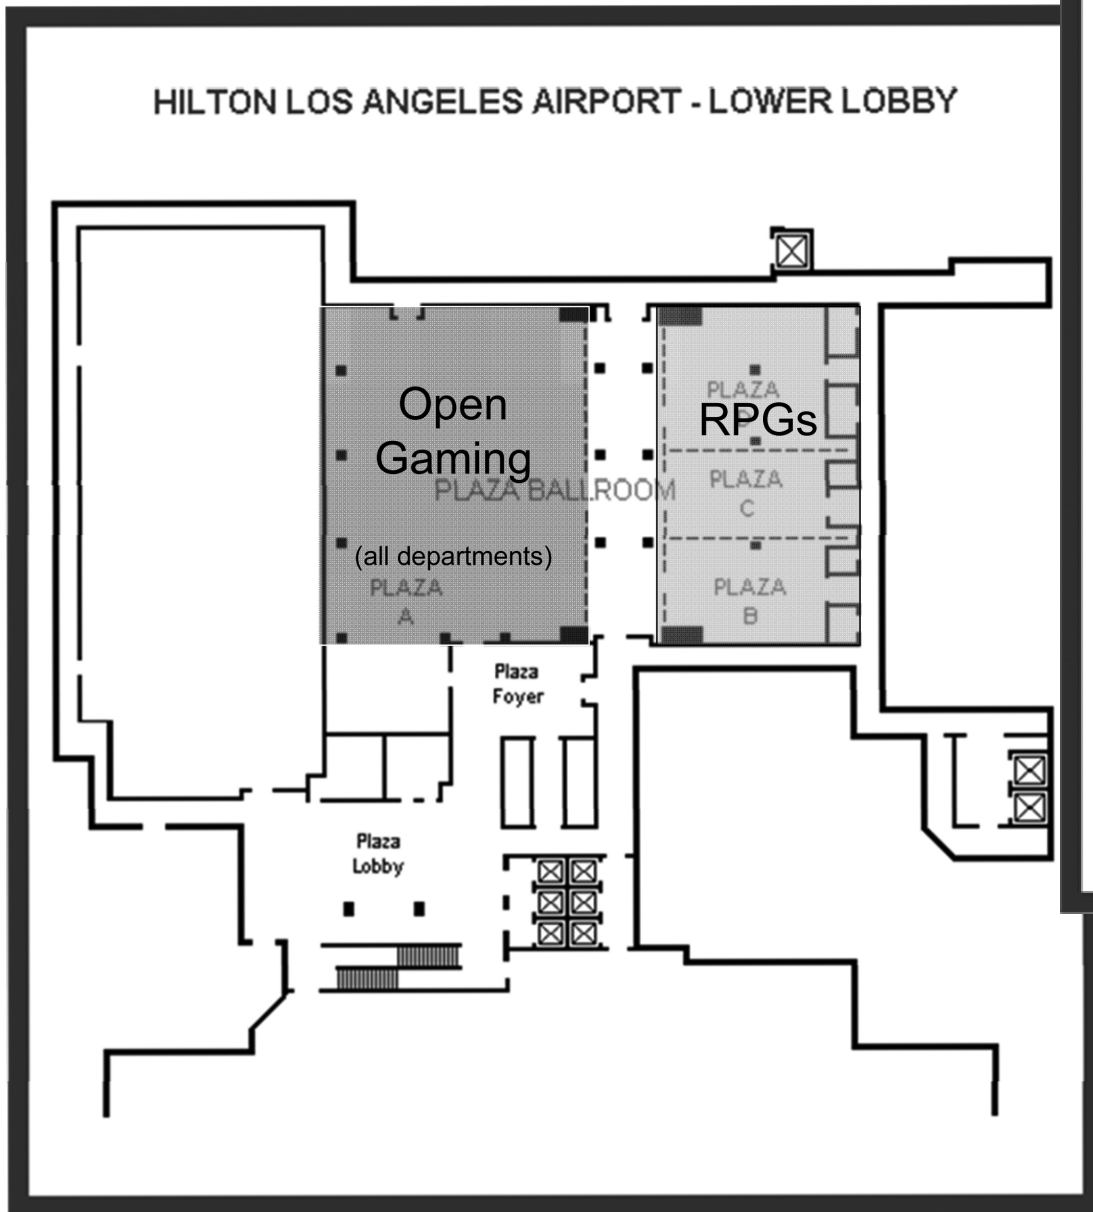 HILTON LOS ANGELES AIRPORT - LOWER LOBBY
Open
Gaming
(all departments)
PLAZA
A
PLAZA BALLROOM
PLAZA
D
RPGs
PLAZA
C
PLAZA
B
Plaza
Foyer
Plaza
Lobby